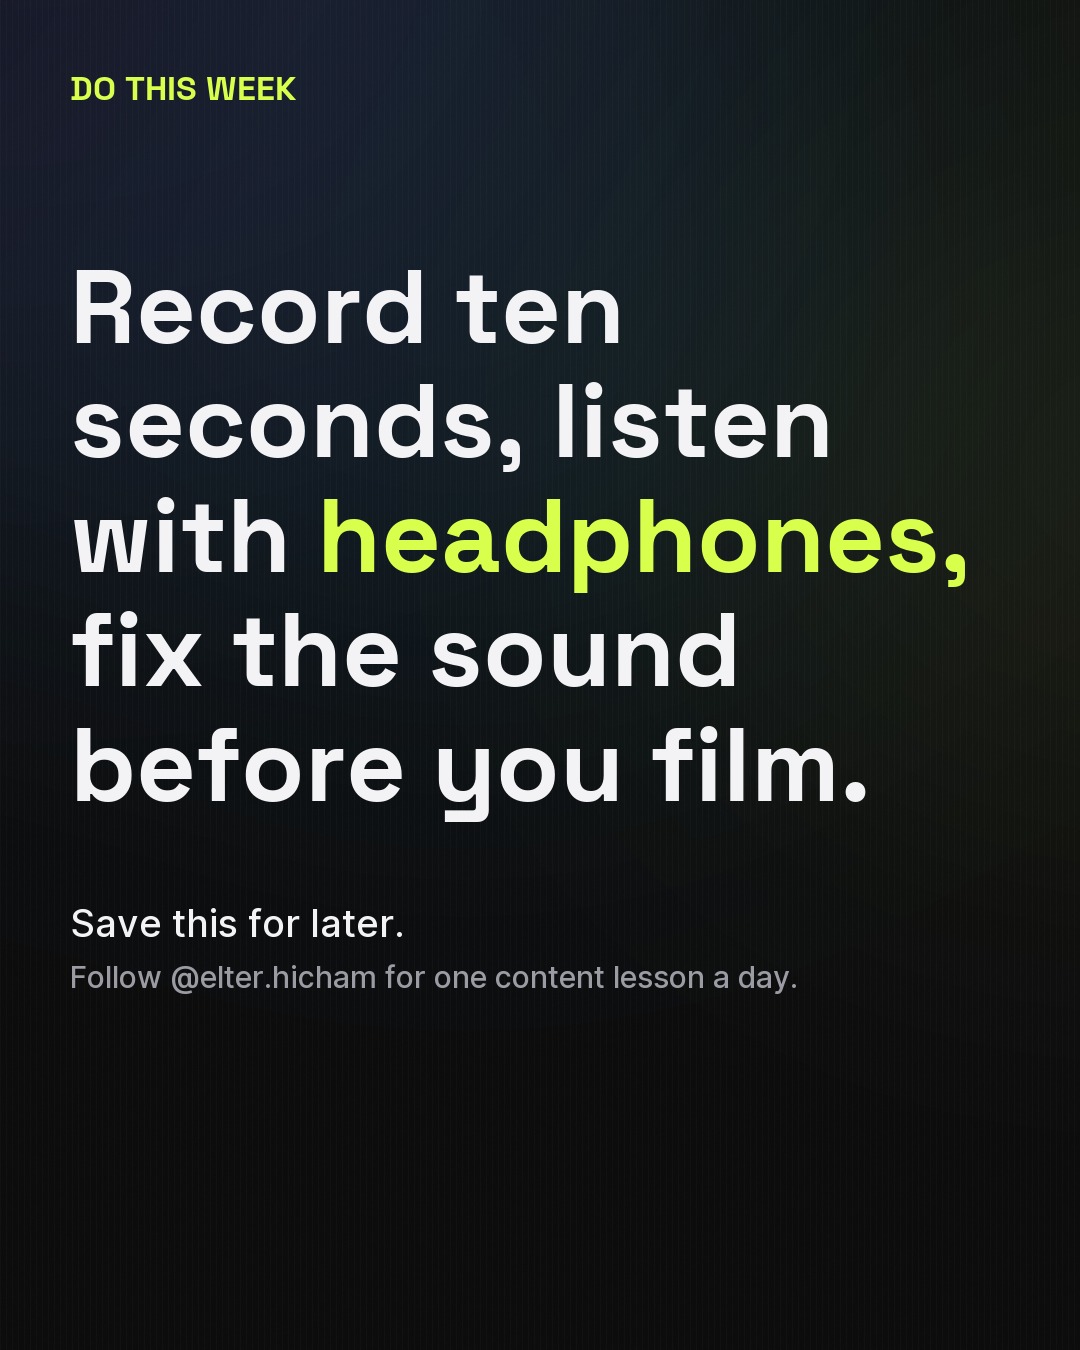 DO THIS WEEK
Record ten
seconds, listen
with headphones,
fix the sound
before you film.
Save this for later.
Follow @elter.hicham for one content lesson a day.